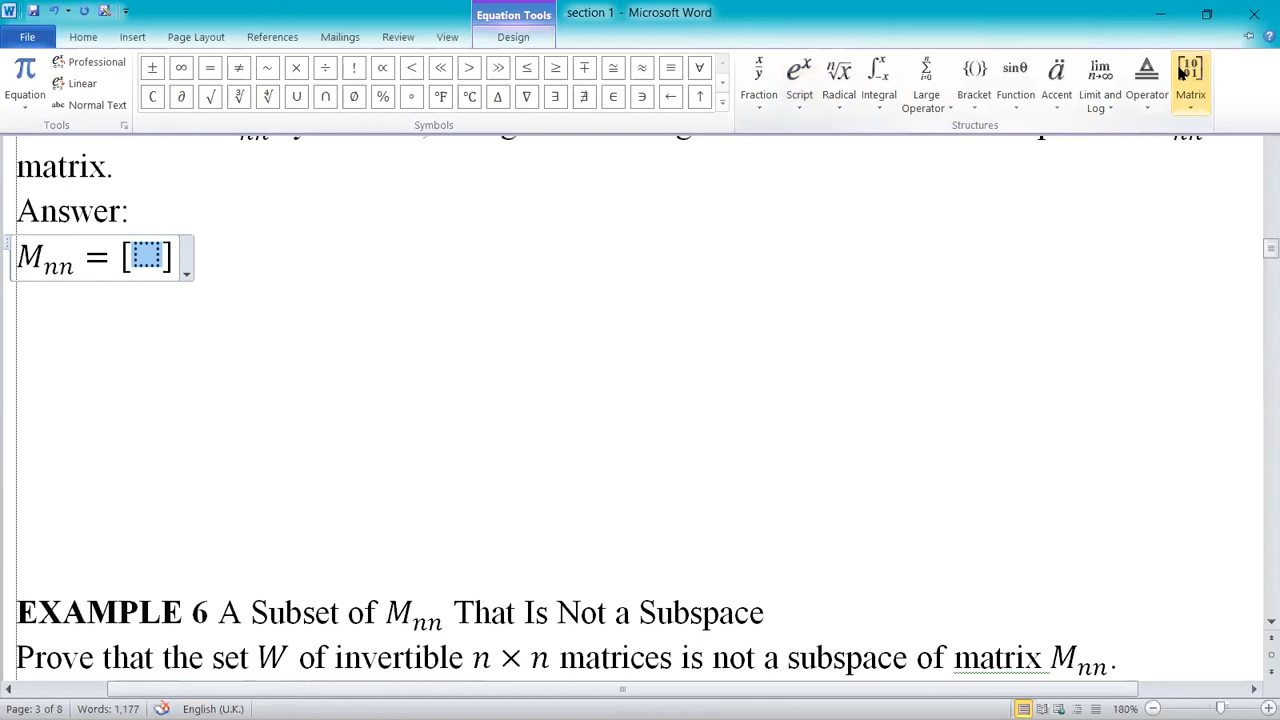 Equation Tools
section 1 - Microsoft Word
File Home Insert Page Layout References Mailings Review View Design
π Equation
Professional
Linear
abc Normal Text
Tools
± ∞ = ≠ ~ × ÷ ! ∝ < ≪ > ≫ ≤ ≥ ∓ ≅ ≈ ≡ ∀
∁ ∂ √ ∛ ∜ ∪ ∩ ∅ % ° °F °C ∆ ∇ ∃ ∄ ∈ ∋ ← ↑
Symbols
Fraction Script Radical Integral Large Operator Bracket Function Accent Limit and Log Operator Matrix
Structures
matrix.
Answer:
Mₙₙ = [ ]
EXAMPLE 6 A Subset of Mₙₙ That Is Not a Subspace
Prove that the set W of invertible n × n matrices is not a subspace of matrix Mₙₙ.
Page: 3 of 8 Words: 1,177 English (U.K.) 180%